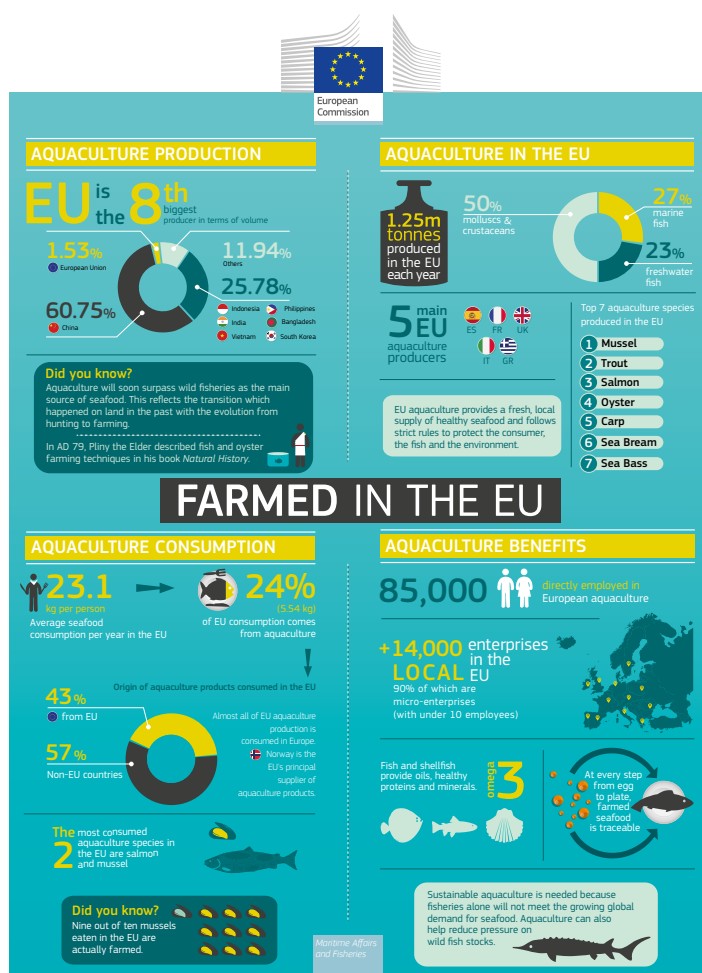 European
Commission
AQUACULTURE PRODUCTION
EU is the 8th
biggest
producer in terms of volume
1.53%
European Union
11.94%
Others
25.78%
Indonesia
Philippines
India
Bangladesh
Vietnam
South Korea
60.75%
China
Did you know?
Aquaculture will soon surpass wild fisheries as the main
source of seafood. This reflects the transition which
happened on land in the past with the evolution from
hunting to farming.
In AD 79, Pliny the Elder described fish and oyster
farming techniques in his book Natural History.
AQUACULTURE IN THE EU
1.25m
tonnes
produced
in the EU
each year
50%
molluscs &
crustaceans
27%
marine
fish
23%
freshwater
fish
5 main
EU
aquaculture
producers
ES FR UK
IT GR
Top 7 aquaculture species
produced in the EU
1 Mussel
2 Trout
3 Salmon
4 Oyster
5 Carp
6 Sea Bream
7 Sea Bass
EU aquaculture provides a fresh, local
supply of healthy seafood and follows
strict rules to protect the consumer,
the fish and the environment.
FARMED IN THE EU
AQUACULTURE CONSUMPTION
23.1
kg per person
Average seafood
consumption per year in the EU
24%
(5.54 kg)
of EU consumption comes
from aquaculture
Origin of aquaculture products consumed in the EU
43%
from EU
57%
Non-EU countries
Almost all of EU aquaculture
production is
consumed in Europe.
Norway is the
EU's principal
supplier of
aquaculture products.
The 2 most consumed
aquaculture species in
the EU are salmon
and mussel
Did you know?
Nine out of ten mussels
eaten in the EU are
actually farmed.
AQUACULTURE BENEFITS
85,000
directly employed in
European aquaculture
+14,000 enterprises
LOCAL in the
EU
90% of which are
micro-enterprises
(with under 10 employees)
Fish and shellfish
provide oils, healthy
proteins and minerals.
omega 3
At every step
from egg
to plate,
farmed
seafood
is traceable
Sustainable aquaculture is needed because
fisheries alone will not meet the growing global
demand for seafood. Aquaculture can also
help reduce pressure on
wild fish stocks.
Maritime Affairs
and Fisheries